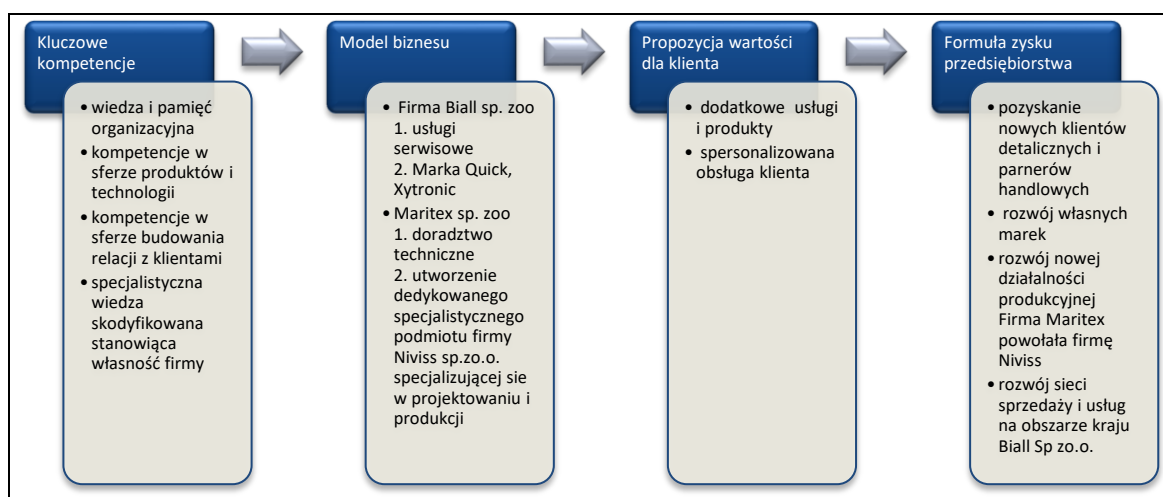 Kluczowe
kompetencje
• wiedza i pamięć
organizacyjna
• kompetencje w
sferze produktów i
technologii
• kompetencje w
sferze budowania
relacji z klientami
• specjalistyczna
wiedza
skodyfikowana
stanowiąca
własność firmy
Model biznesu
• Firma Biall sp. zoo
1. usługi
serwisowe
2. Marka Quick,
Xytronic
• Maritex sp. zoo
1. doradztwo
techniczne
2. utworzenie
dedykowanego
specjalistycznego
podmiotu firmy
Niviss sp.zo.o.
specjalizującej sie
w projektowaniu i
produkcji
Propozycja wartości
dla klienta
• dodatkowe usługi
i produkty
• spersonalizowana
obsługa klienta
Formuła zysku
przedsiębiorstwa
• pozyskanie
nowych klientów
detalicznych i
parnerów
handlowych
• rozwój własnych
marek
• rozwój nowej
działalności
produkcyjnej
Firma Maritex
powołała firmę
Niviss
• rozwój sieci
sprzedaży i usług
na obszarze kraju
Biall Sp zo.o.